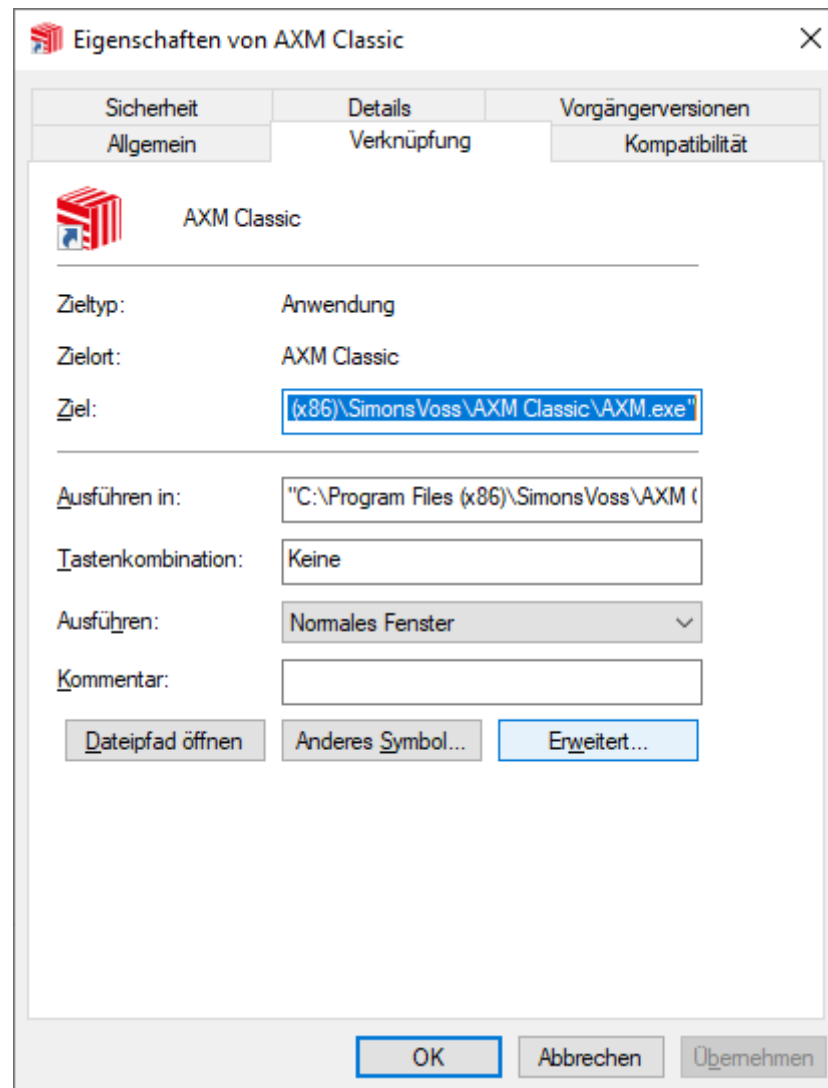 Eigenschaften von AXM Classic
Sicherheit Details Vorgängerversionen
Allgemein Verknüpfung Kompatibilität
AXM Classic
Zieltyp: Anwendung
Zielort: AXM Classic
Ziel: (x86)\SimonsVoss\AXM Classic\AXM.exe"
Ausführen in: "C:\Program Files (x86)\SimonsVoss\AXM C
Tastenkombination: Keine
Ausführen: Normales Fenster
Kommentar:
Dateipfad öffnen Anderes Symbol... Erweitert...
OK Abbrechen Übernehmen